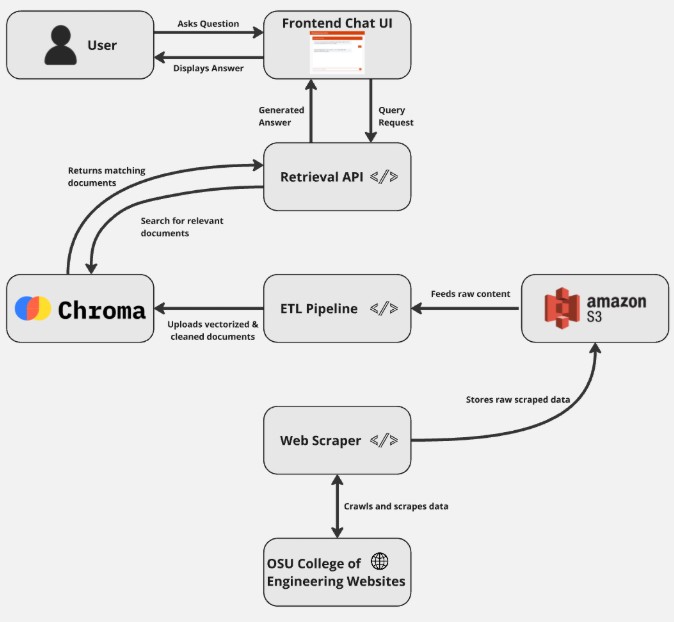 Asks Question
User
Frontend Chat UI
Displays Answer
Generated
Answer
Query
Request
Retrieval API
Returns matching
documents
Search for relevant
documents
Chroma
Uploads vectorized &
cleaned documents
ETL Pipeline
Feeds raw content
amazon
S3
Stores raw scraped data
Web Scraper
Crawls and scrapes data
OSU College of
Engineering Websites